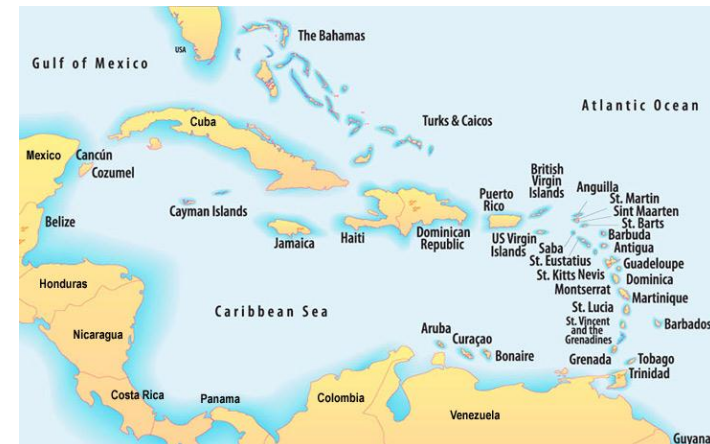 The Bahamas
USA
Gulf of Mexico
Atlantic Ocean
Turks & Caicos
Cuba
Mexico
Cancún
Cozumel
British
Virgin
Islands
Anguilla
St. Martin
Sint Maarten
St. Barts
Puerto
Rico
Cayman Islands
Belize
Jamaica
Haiti
Dominican
Republic
US Virgin
Islands
Saba
St. Eustatius
St. Kitts
Nevis
Barbuda
Antigua
Guadeloupe
Montserrat
Dominica
Martinique
Honduras
Caribbean Sea
St. Lucia
St. Vincent
and the
Grenadines
Barbados
Nicaragua
Aruba
Curaçao
Bonaire
Grenada
Tobago
Trinidad
Costa Rica
Panama
Colombia
Venezuela
Guyana